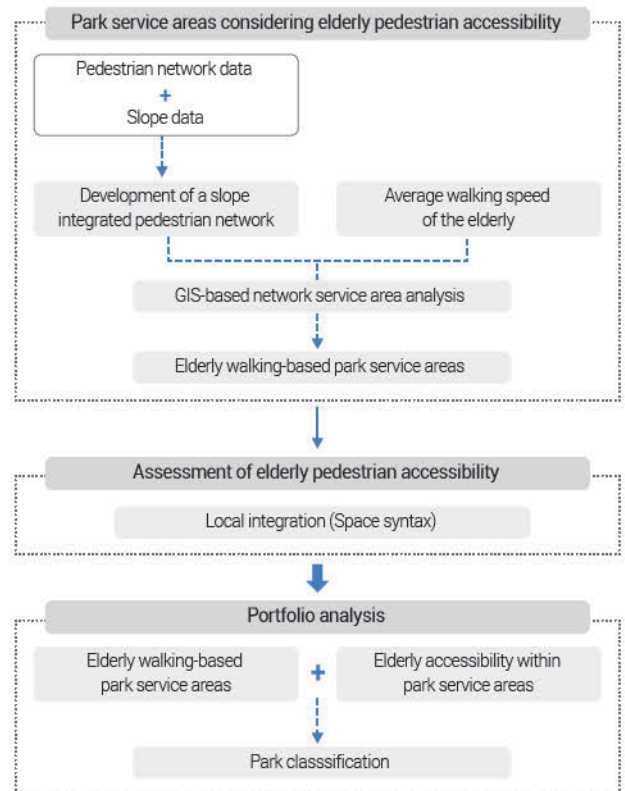 Park service areas considering elderly pedestrian accessibility
Pedestrian network data
+
Slope data
Development of a slope
integrated pedestrian network
Average walking speed
of the elderly
GIS-based network service area analysis
Elderly walking-based park service areas
Assessment of elderly pedestrian accessibility
Local integration (Space syntax)
Portfolio analysis
Elderly walking-based
park service areas
+
Elderly accessibility within
park service areas
Park classsification